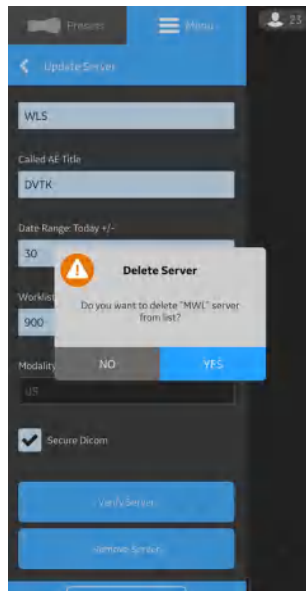 Presets
Menu
23
Update Server
WLS
Called AE Title
DVTK
Date Range: Today +/-
30
Delete Server
Do you want to delete "MWL" server
from list?
Worklist
900
NO
YES
Modality
US
Secure Dicom
Verify Server
Remove Server